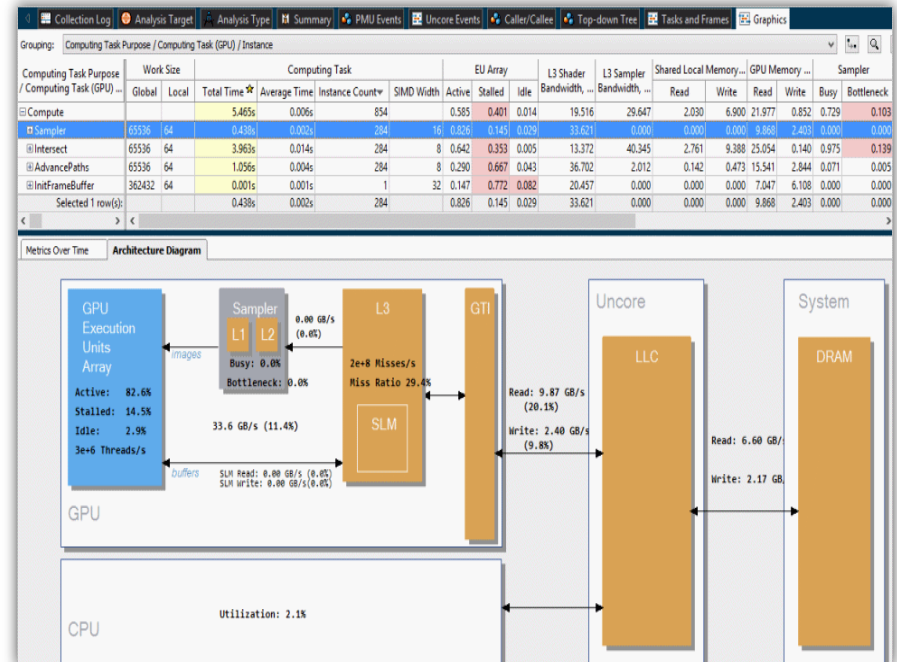 Collection Log Analysis Target Analysis Type Summary PMU Events Uncore Events Caller/Callee Top-down Tree Tasks and Frames Graphics
Grouping: Computing Task Purpose / Computing Task (GPU) / Instance
Computing Task Purpose / Computing Task (GPU) ... Work Size Computing Task EU Array L3 Shader Bandwidth, ... L3 Sampler Bandwidth, ... Shared Local Memory... GPU Memory ... Sampler
Global Local Total Time Average Time Instance Count SIMD Width Active Stalled Idle Read Write Read Write Busy Bottleneck
Compute 5.465s 0.006s 854 0.585 0.401 0.014 19.516 29.647 2.030 6.900 21.977 0.852 0.729 0.103
Sampler 65536 64 0.438s 0.002s 284 16 0.826 0.145 0.029 33.621 0.000 0.000 0.000 9.868 2.403 0.000 0.000
Intersect 65536 64 3.963s 0.014s 284 8 0.642 0.353 0.005 13.372 40.345 2.761 9.388 25.054 0.140 0.975 0.139
AdvancePaths 65536 64 1.056s 0.004s 284 8 0.290 0.667 0.043 36.702 2.012 0.142 0.473 15.541 2.844 0.071 0.005
InitFrameBuffer 362432 64 0.001s 0.001s 1 32 0.147 0.772 0.082 20.457 0.000 0.000 0.000 7.047 6.108 0.000 0.000
Selected 1 row(s): 0.438s 0.002s 284 0.826 0.145 0.029 33.621 0.000 0.000 0.000 9.868 2.403 0.000 0.000
Metrics Over Time Architecture Diagram
GPU
Execution
Units
Array
Active: 82.6%
Stalled: 14.5%
Idle: 2.9%
3e+6 Threads/s
images
buffers
Sampler
L1 L2
Busy: 0.0%
Bottleneck: 0.0%
0.00 GB/s
(0.0%)
33.6 GB/s (11.4%)
SLM Read: 0.00 GB/s (0.0%)
SLM Write: 0.00 GB/s(0.0%)
L3
2e+8 Misses/s
Miss Ratio 29.4%
SLM
GTI
GPU
Read: 9.87 GB/s
(20.1%)
Write: 2.40 GB/s
(9.8%)
Uncore
LLC
Read: 6.60 GB/
Write: 2.17 GB
System
DRAM
Utilization: 2.1%
CPU